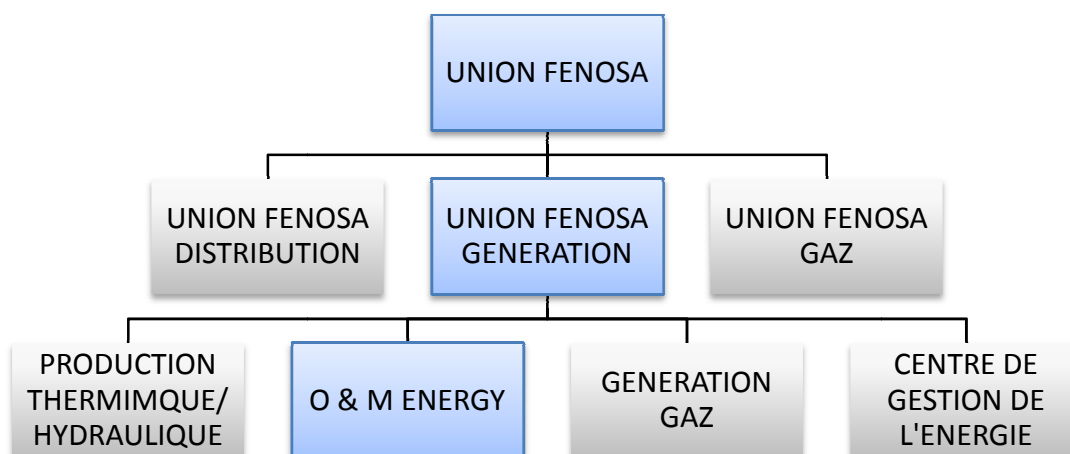 UNION FENOSA
UNION FENOSA
DISTRIBUTION
UNION FENOSA
GENERATION
UNION FENOSA
GAZ
PRODUCTION
THERMIMQUE/
HYDRAULIQUE
O & M ENERGY
GENERATION
GAZ
CENTRE DE
GESTION DE
L'ENERGIE